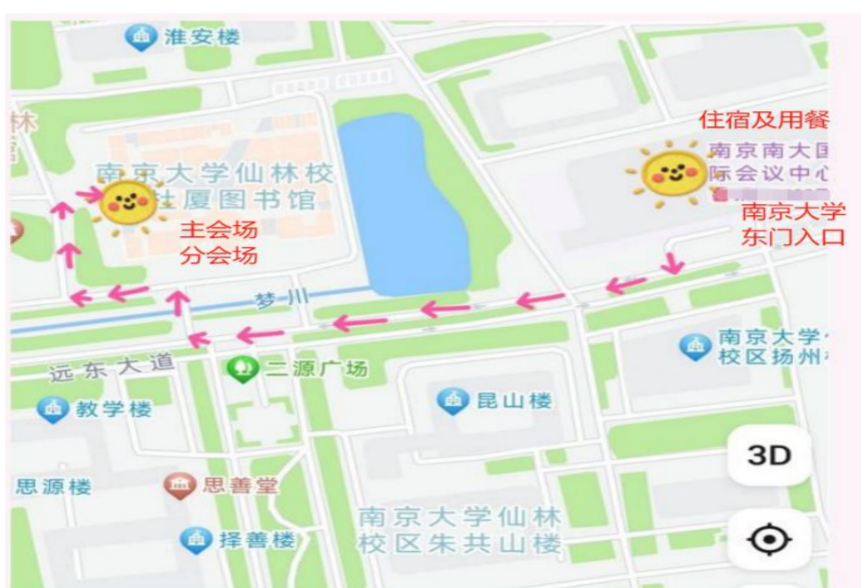 淮安楼
林
住宿及用餐
南京南大国
际会议中心
南京大学仙林校
杜厦图书馆
主会场
分会场
南京大学
东门入口
梦川
远东大道
二源广场
南京大学
校区扬州
教学楼
昆山楼
3D
思源楼
思善堂
择善楼
南京大学仙林
校区朱共山楼